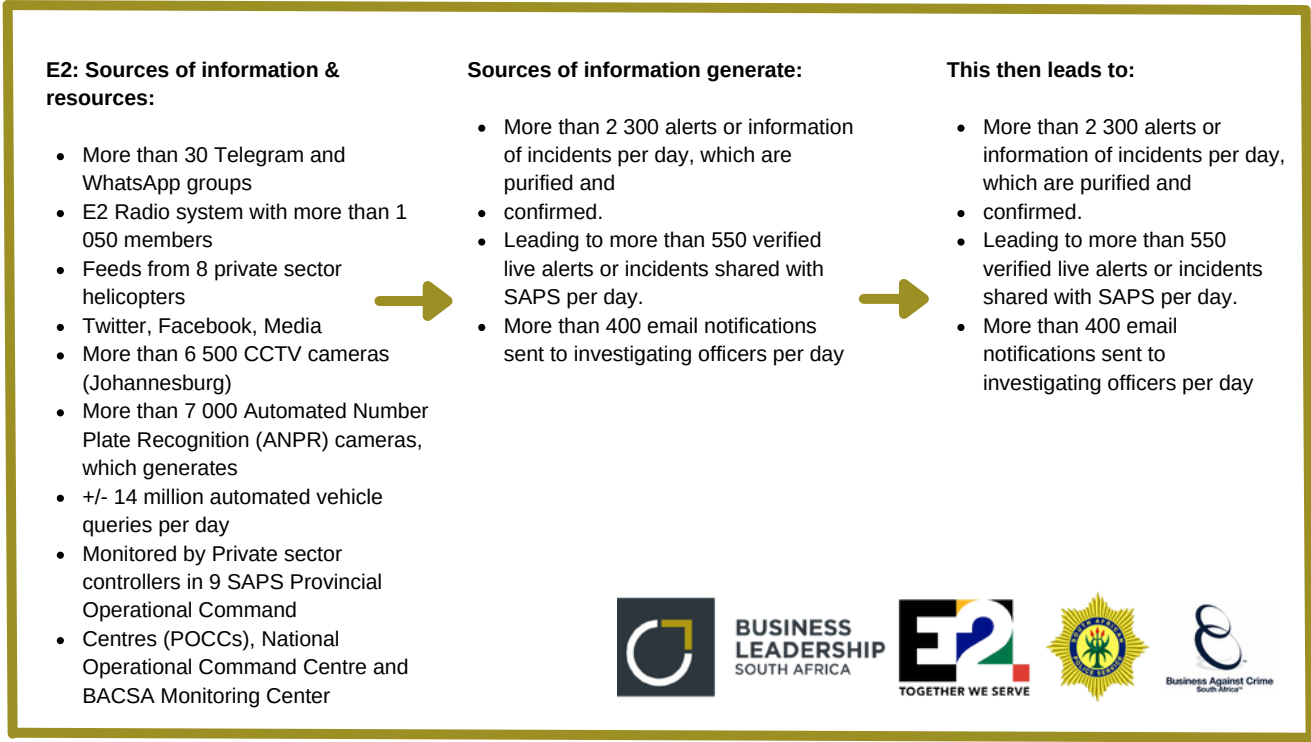 E2: Sources of information &
resources:
• More than 30 Telegram and
WhatsApp groups
• E2 Radio system with more than 1
050 members
• Feeds from 8 private sector
helicopters
• Twitter, Facebook, Media
• More than 6 500 CCTV cameras
(Johannesburg)
• More than 7 000 Automated Number
Plate Recognition (ANPR) cameras,
which generates
• +/- 14 million automated vehicle
queries per day
• Monitored by Private sector
controllers in 9 SAPS Provincial
Operational Command
• Centres (POCCs), National
Operational Command Centre and
BACSA Monitoring Center
Sources of information generate:
• More than 2 300 alerts or information
of incidents per day, which are
purified and
• confirmed.
• Leading to more than 550 verified
live alerts or incidents shared with
SAPS per day.
• More than 400 email notifications
sent to investigating officers per day
This then leads to:
• More than 2 300 alerts or
information of incidents per day,
which are purified and
• confirmed.
• Leading to more than 550
verified live alerts or incidents
shared with SAPS per day.
• More than 400 email
notifications sent to
investigating officers per day
BUSINESS
LEADERSHIP
SOUTH AFRICA
E2
TOGETHER WE SERVE
SOUTH AFRICAN
POLICE SERVICE
Business Against Crime
South Africa™